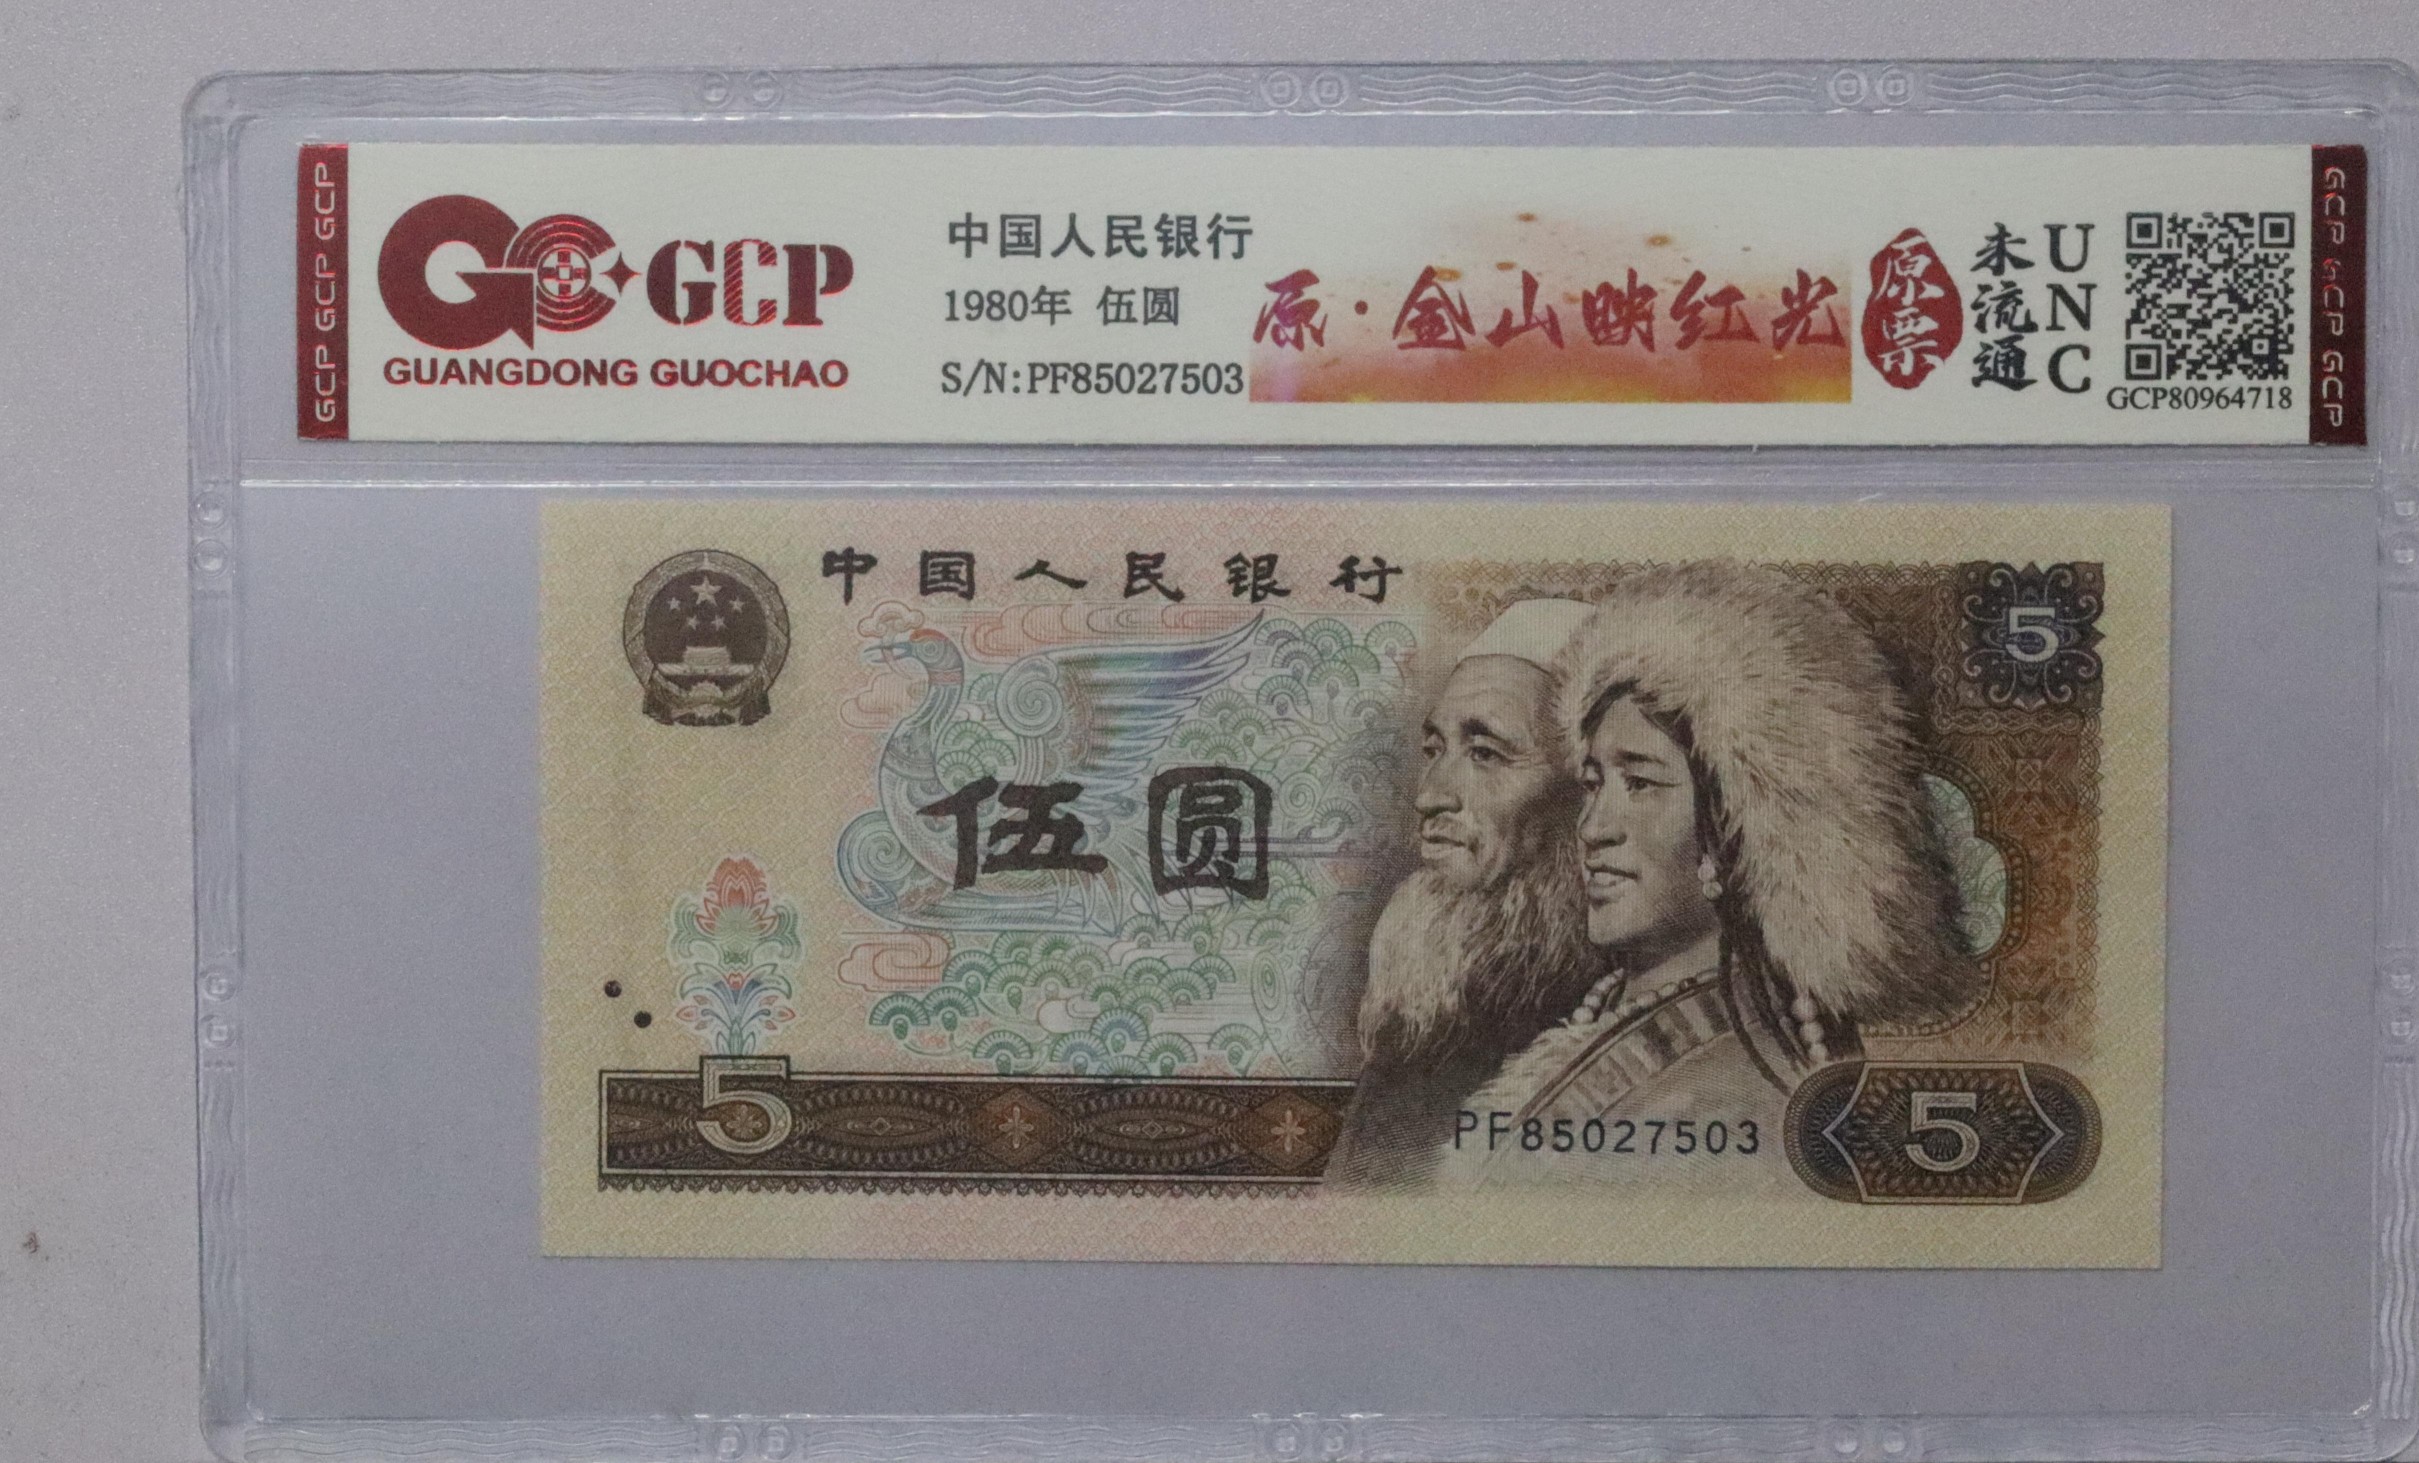 GCP GCP GCP
GCP
GUANGDONG GUOCHAO
中国人民银行
1980年 伍圆
S/N:PF85027503
原·金山映红光
原票
未流通
UNC
GCP80964718
GCP GCP GCP GCP
中国人民银行
5
伍圆
5
PF85027503
5